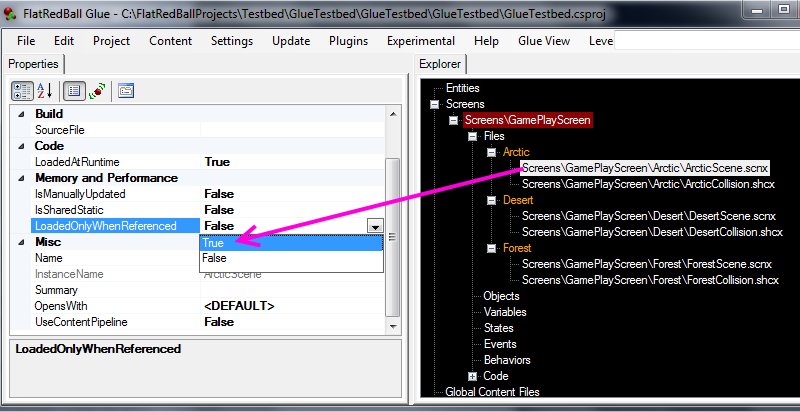 FlatRedBall Glue - C:\FlatRedBallProjects\Testbed\GlueTestbed\GlueTestbed\GlueTestbed\GlueTestbed.csproj
File Edit Project Content Settings Update Plugins Experimental Help Glue View Leve
Properties
Build
SourceFile
Code
LoadedAtRuntime True
Memory and Performance
IsManuallyUpdated False
IsSharedStatic False
LoadedOnlyWhenReferenced False
Misc True
Name False
InstanceName ArcticScene
Summary
OpensWith <DEFAULT>
UseContentPipeline False
LoadedOnlyWhenReferenced
Explorer
Entities
Screens
Screens\GamePlayScreen
Files
Arctic
Screens\GamePlayScreen\Arctic\ArcticScene.scnx
Screens\GamePlayScreen\Arctic\ArcticCollision.shcx
Desert
Screens\GamePlayScreen\Desert\DesertScene.scnx
Screens\GamePlayScreen\Desert\DesertCollision.shcx
Forest
Screens\GamePlayScreen\Forest\ForestScene.scnx
Screens\GamePlayScreen\Forest\ForestCollision.shcx
Objects
Variables
States
Events
Behaviors
Code
Global Content Files